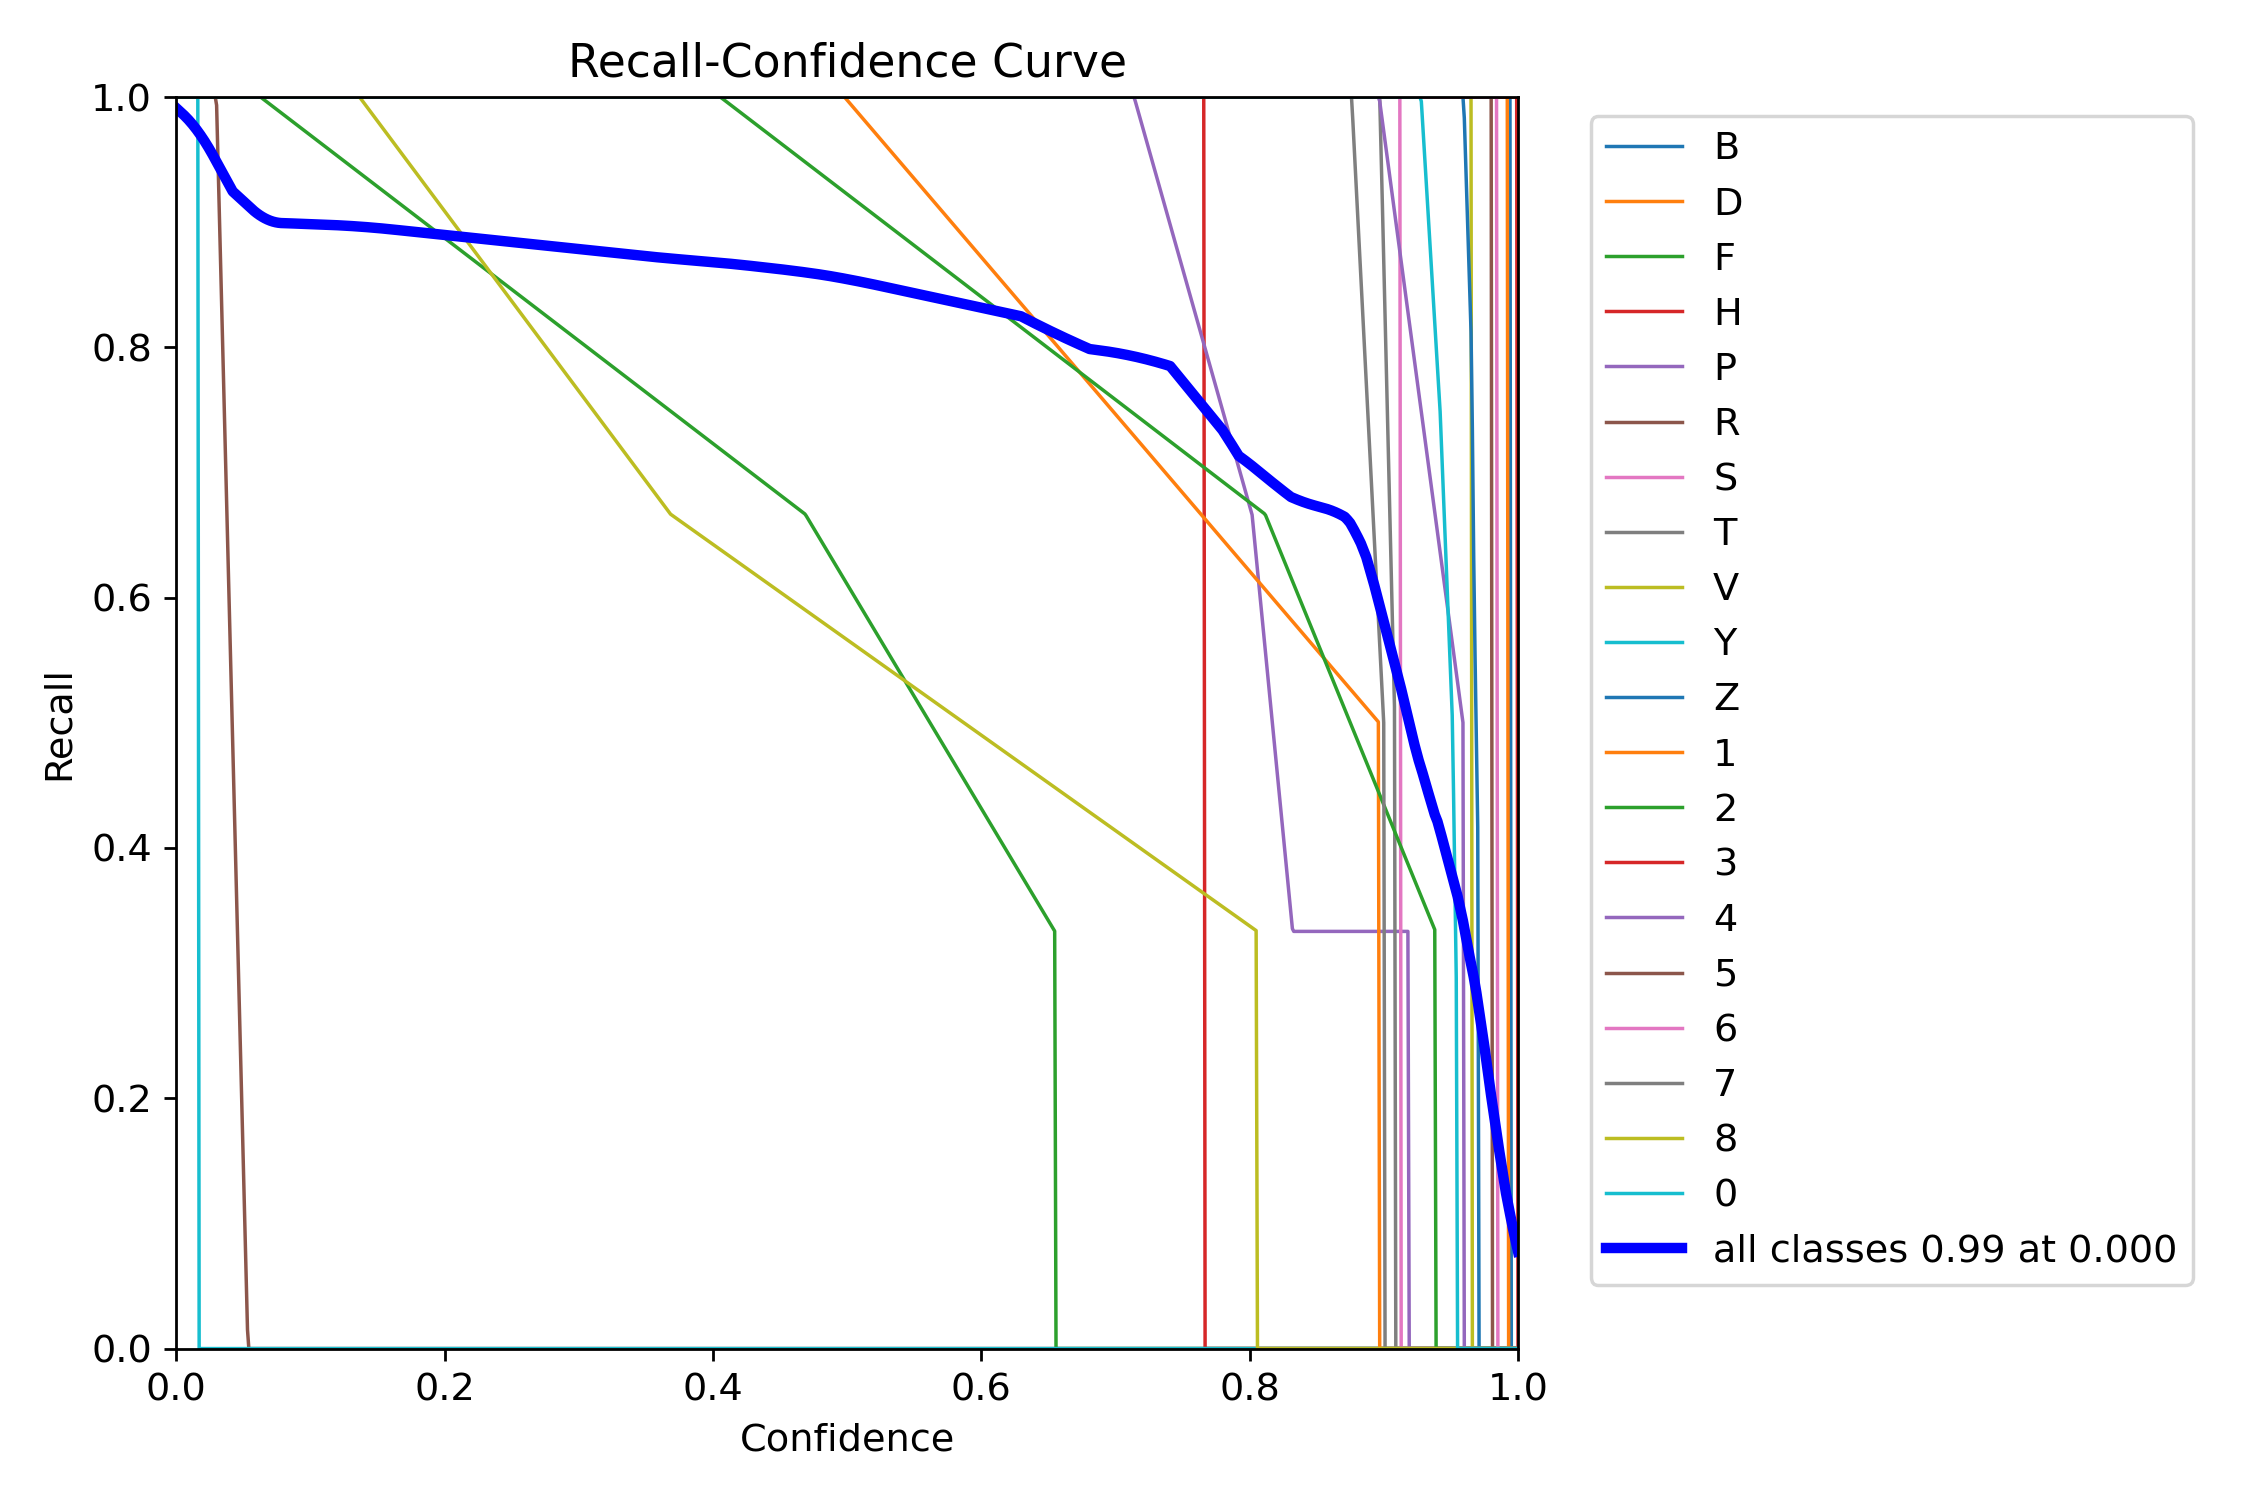 Recall-Confidence Curve
1.0
0.8
0.6
0.4
0.2
0.0
Recall
0.0 0.2 0.4 0.6 0.8 1.0
Confidence
B
D
F
H
P
R
S
T
V
Y
Z
1
2
3
4
5
6
7
8
0
all classes 0.99 at 0.000